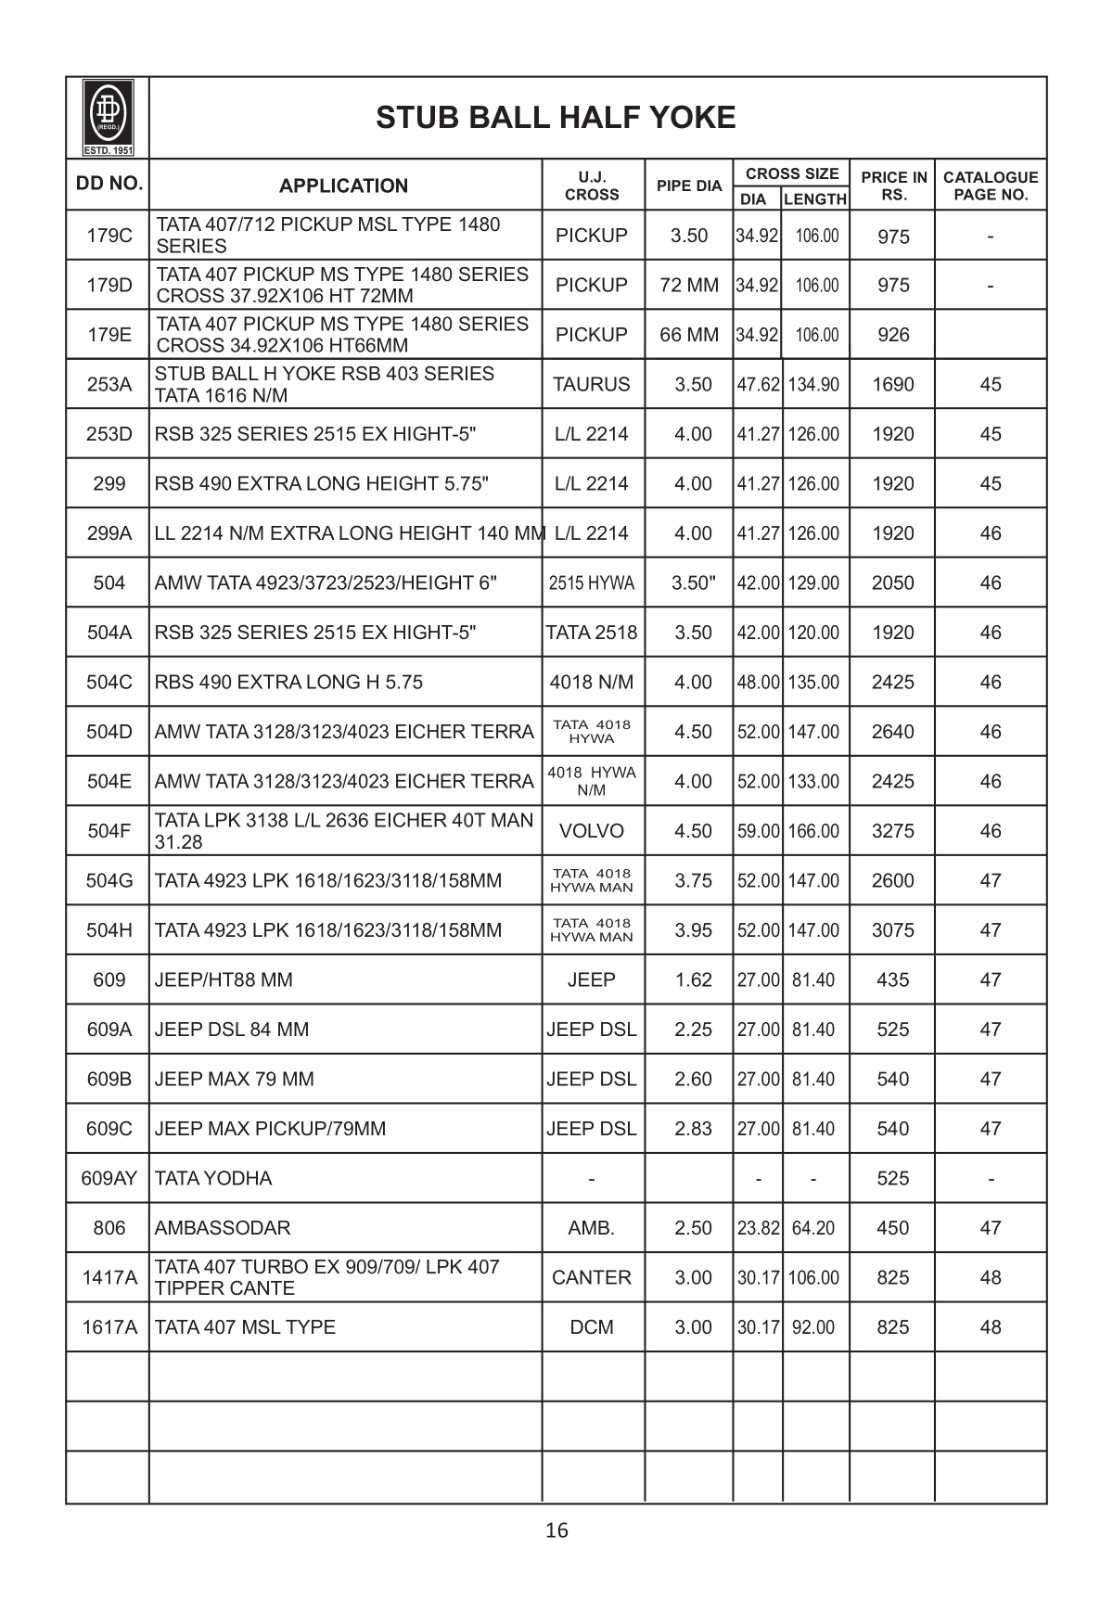 DD
(REGD.)
ESTD. 1951
STUB BALL HALF YOKE
DD NO. APPLICATION U.J. CROSS PIPE DIA CROSS SIZE DIA LENGTH PRICE IN RS. CATALOGUE PAGE NO.
179C TATA 407/712 PICKUP MSL TYPE 1480 SERIES PICKUP 3.50 34.92 106.00 975 -
179D TATA 407 PICKUP MS TYPE 1480 SERIES CROSS 37.92X106 HT 72MM PICKUP 72 MM 34.92 106.00 975 -
179E TATA 407 PICKUP MS TYPE 1480 SERIES CROSS 34.92X106 HT66MM PICKUP 66 MM 34.92 106.00 926
253A STUB BALL H YOKE RSB 403 SERIES TATA 1616 N/M TAURUS 3.50 47.62 134.90 1690 45
253D RSB 325 SERIES 2515 EX HIGHT-5" L/L 2214 4.00 41.27 126.00 1920 45
299 RSB 490 EXTRA LONG HEIGHT 5.75" L/L 2214 4.00 41.27 126.00 1920 45
299A LL 2214 N/M EXTRA LONG HEIGHT 140 MM L/L 2214 4.00 41.27 126.00 1920 46
504 AMW TATA 4923/3723/2523/HEIGHT 6" 2515 HYWA 3.50" 42.00 129.00 2050 46
504A RSB 325 SERIES 2515 EX HIGHT-5" TATA 2518 3.50 42.00 120.00 1920 46
504C RBS 490 EXTRA LONG H 5.75 4018 N/M 4.00 48.00 135.00 2425 46
504D AMW TATA 3128/3123/4023 EICHER TERRA TATA 4018 HYWA 4.50 52.00 147.00 2640 46
504E AMW TATA 3128/3123/4023 EICHER TERRA 4018 HYWA N/M 4.00 52.00 133.00 2425 46
504F TATA LPK 3138 L/L 2636 EICHER 40T MAN 31.28 VOLVO 4.50 59.00 166.00 3275 46
504G TATA 4923 LPK 1618/1623/3118/158MM TATA 4018 HYWA MAN 3.75 52.00 147.00 2600 47
504H TATA 4923 LPK 1618/1623/3118/158MM TATA 4018 HYWA MAN 3.95 52.00 147.00 3075 47
609 JEEP/HT88 MM JEEP 1.62 27.00 81.40 435 47
609A JEEP DSL 84 MM JEEP DSL 2.25 27.00 81.40 525 47
609B JEEP MAX 79 MM JEEP DSL 2.60 27.00 81.40 540 47
609C JEEP MAX PICKUP/79MM JEEP DSL 2.83 27.00 81.40 540 47
609AY TATA YODHA - - - 525 -
806 AMBASSODAR AMB. 2.50 23.82 64.20 450 47
1417A TATA 407 TURBO EX 909/709/ LPK 407 TIPPER CANTE CANTER 3.00 30.17 106.00 825 48
1617A TATA 407 MSL TYPE DCM 3.00 30.17 92.00 825 48
16